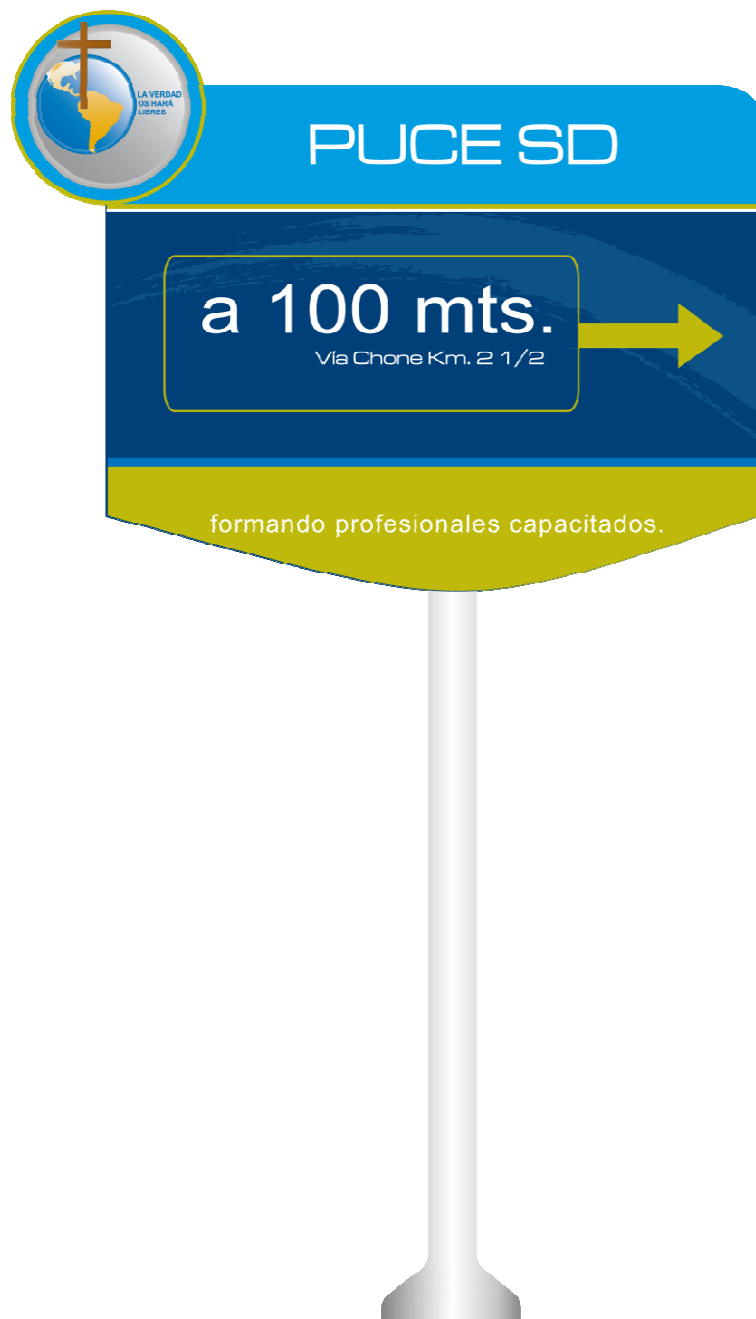 LA VERDAD
OS HARÁ
LIBRES
PUCE SD
a 100 mts.
Vía Chone Km. 2 1/2
formando profesionales capacitados.